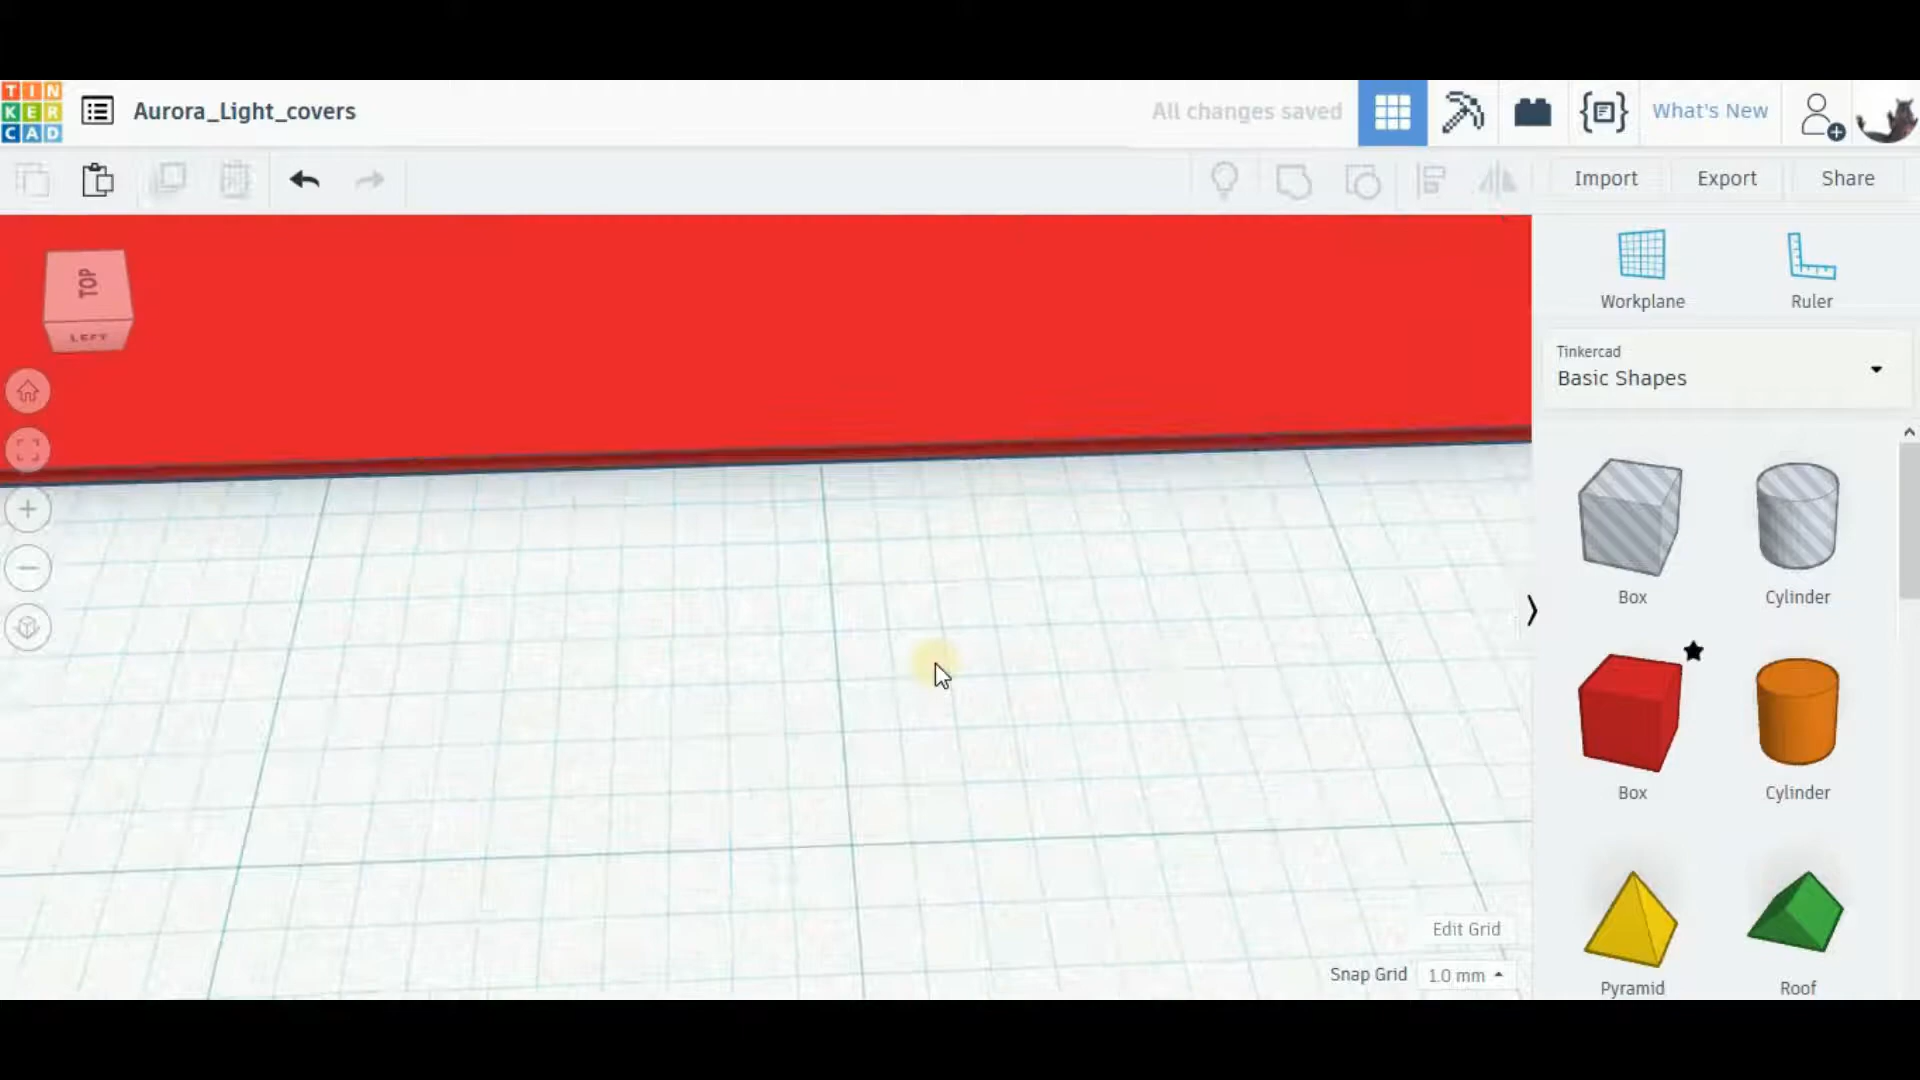 TIN
KER
CAD
Aurora_Light_covers
All changes saved
What's New
Import
Export
Share
TOP
LEFT
Workplane
Ruler
Tinkercad
Basic Shapes
Box
Cylinder
Box
Cylinder
Pyramid
Roof
Edit Grid
Snap Grid 1.0 mm